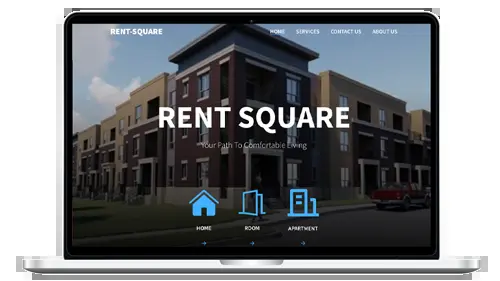 RENT-SQUARE
HOME SERVICES CONTACT US ABOUT US
RENT SQUARE
Your Path To Comfortable Living
HOME ROOM APARTMENT